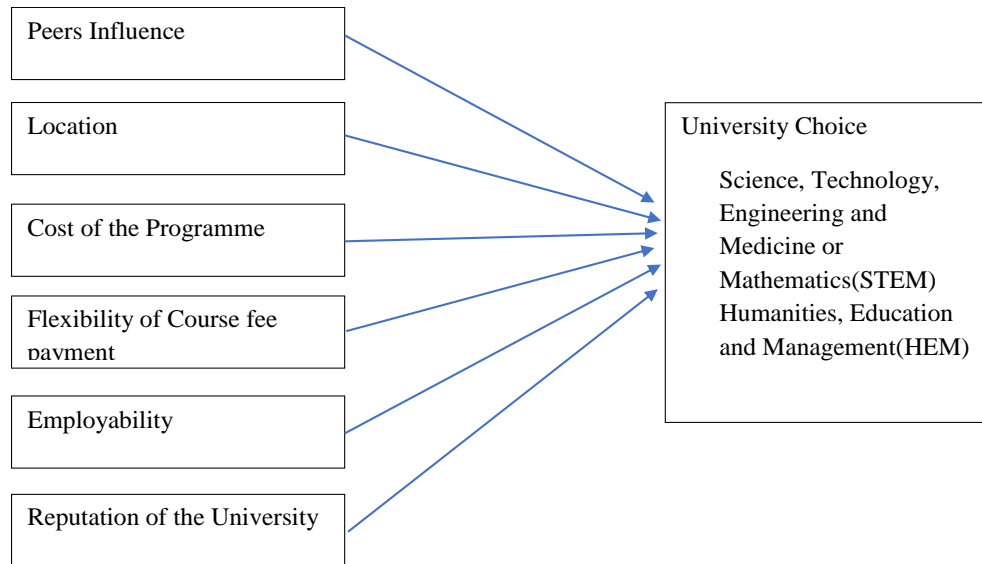 Peers Influence
Location
Cost of the Programme
Flexibility of Course fee
payment
Employability
Reputation of the University
University Choice
Science, Technology,
Engineering and
Medicine or
Mathematics(STEM)
Humanities, Education
and Management(HEM)